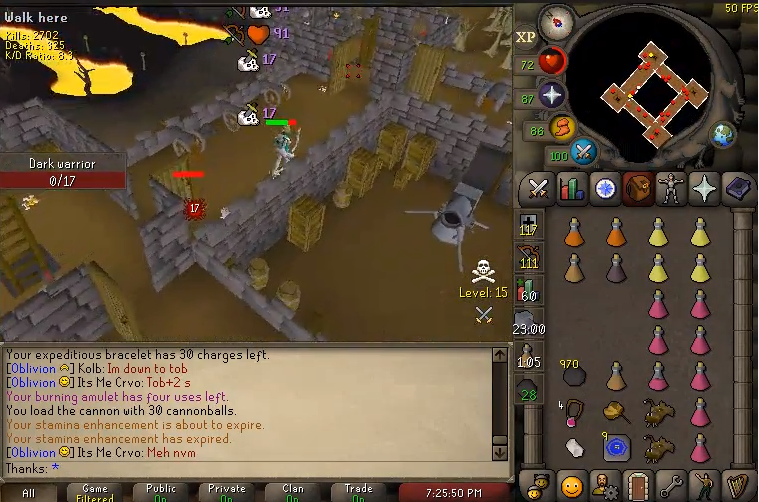 Walk here
50 FPS
Kills: 2702
Deaths: 325
K/D Ratio: 8.3
91
17
17
XP
72
87
86
100
Dark warrior
0/17
17
Level: 15
117
111
60
23:00
1.05
28
970
4
9
Your expeditious bracelet has 30 charges left.
[Oblivion] Kolb: Im down to tob
[Oblivion] Its Me Crvo: Tob+2 s
Your burning amulet has four uses left.
You load the cannon with 30 cannonballs.
Your stamina enhancement is about to expire.
Your stamina enhancement has expired.
[Oblivion] Its Me Crvo: Meh nvm
Thanks: *
All
Game
Filtered
Public
On
Private
On
Clan
On
Trade
On
7:25:50 PM